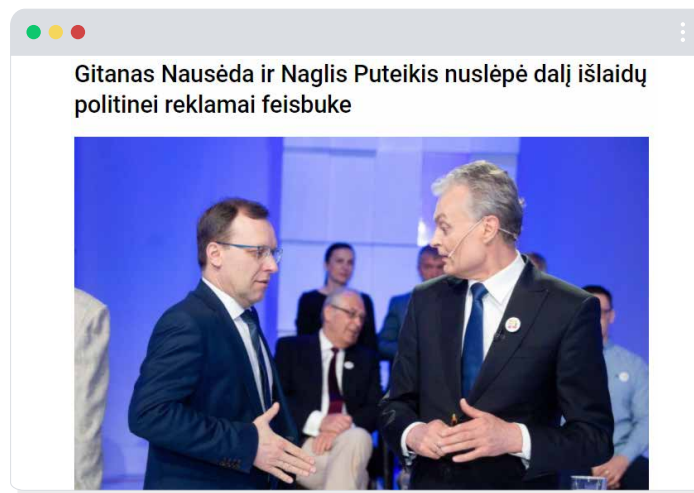 Gitanas Nausėda ir Naglis Puteikis nuslėpė dalį išlaidų
politinei reklamai feisbuke